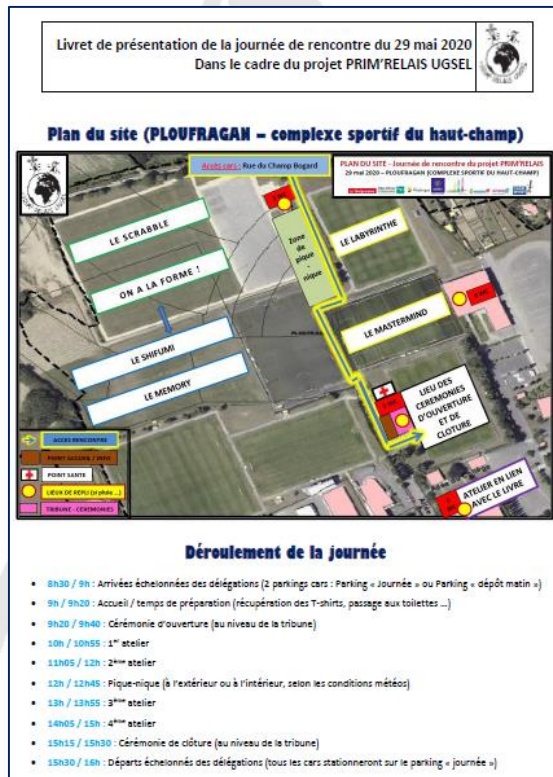 Livret de présentation de la journée de rencontre du 29 mai 2020
Dans le cadre du projet PRIM'RELAIS UGSEL
Plan du site (PLOUFRAGAN – complexe sportif du haut-champ)
Accès cars : Rue du Champ Bogard
PLAN DU SITE - Journée de rencontre du projet PRIM'RELAIS
29 mai 2020 – PLOUFRAGAN (COMPLEXE SPORTIF DU HAUT-CHAMP)
LE SCRABBLE
Zone
de
pique
-
nique
LE LABYRINTHE
ON A LA FORME !
LE SHIFUMI
LE MASTERMIND
LE MEMORY
LIEU DES
CEREMONIES
D'OUVERTURE
ET DE
CLOTURE
ATELIER EN LIEN
AVEC LE LIVRE
ACCES RENCONTRE
POINT ACCUEIL / INFO
POINT SANTE
LIEUX DE REPLI (si pluie ...)
TRIBUNE - CEREMONIES
Déroulement de la journée
• 8h30 / 9h : Arrivées échelonnées des délégations (2 parkings cars : Parking « Journée » ou Parking « dépôt matin »)
• 9h / 9h20 : Accueil / temps de préparation (récupération des T-shirts, passage aux toilettes ...)
• 9h20 / 9h40 : Cérémonie d'ouverture (au niveau de la tribune)
• 10h / 10h55 : 1er atelier
• 11h05 / 12h : 2ème atelier
• 12h / 12h45 : Pique-nique (à l'extérieur ou à l'intérieur, selon les conditions météos)
• 13h / 13h55 : 3ème atelier
• 14h05 / 15h : 4ème atelier
• 15h15 / 15h30 : Cérémonie de clôture (au niveau de la tribune)
• 15h30 / 16h : Départs échelonnés des délégations (tous les cars stationneront sur le parking « journée »)